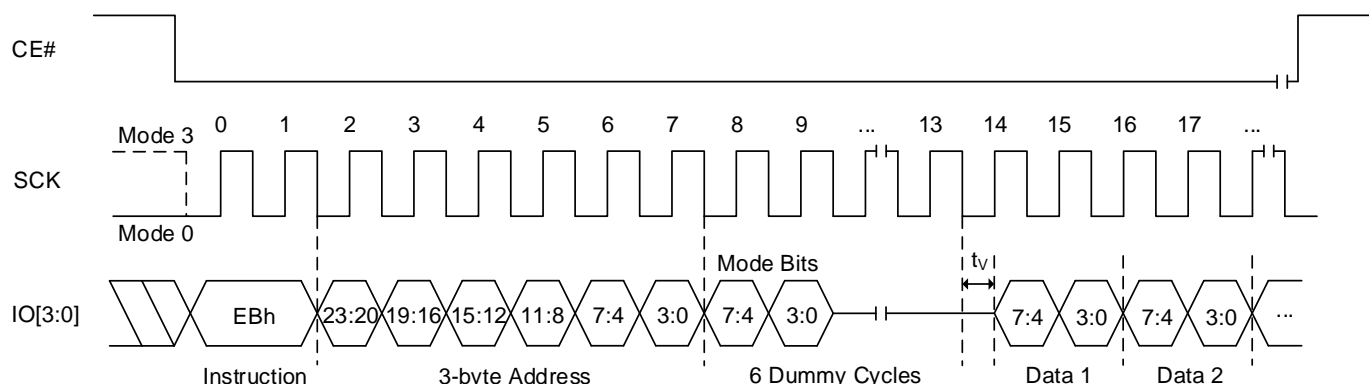 CE#
0 1 2 3 4 5 6 7 8 9 ... 13 14 15 16 17 ...
Mode 3
SCK
Mode 0
Mode Bits
tV
IO[3:0]
EBh 23:20 19:16 15:12 11:8 7:4 3:0 7:4 3:0 7:4 3:0 7:4 3:0 ...
Instruction 3-byte Address 6 Dummy Cycles Data 1 Data 2